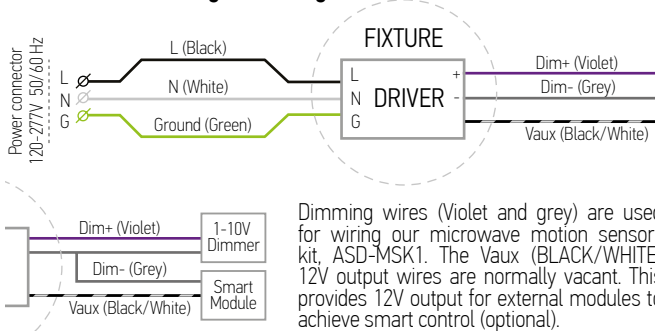 FIXTURE
Power connector
120-277V 50/60 Hz
L
N
G
L (Black)
N (White)
Ground (Green)
L
N
G
DRIVER
+
-
Dim+ (Violet)
Dim- (Grey)
Vaux (Black/White)
Dim+ (Violet)
Dim- (Grey)
Vaux (Black/White)
1-10V
Dimmer
Smart
Module
Dimming wires (Violet and grey) are used
for wiring our microwave motion sensor
kit, ASD-MSK1. The Vaux (BLACK/WHITE
12V output wires are normally vacant. This
provides 12V output for external modules to
achieve smart control (optional).